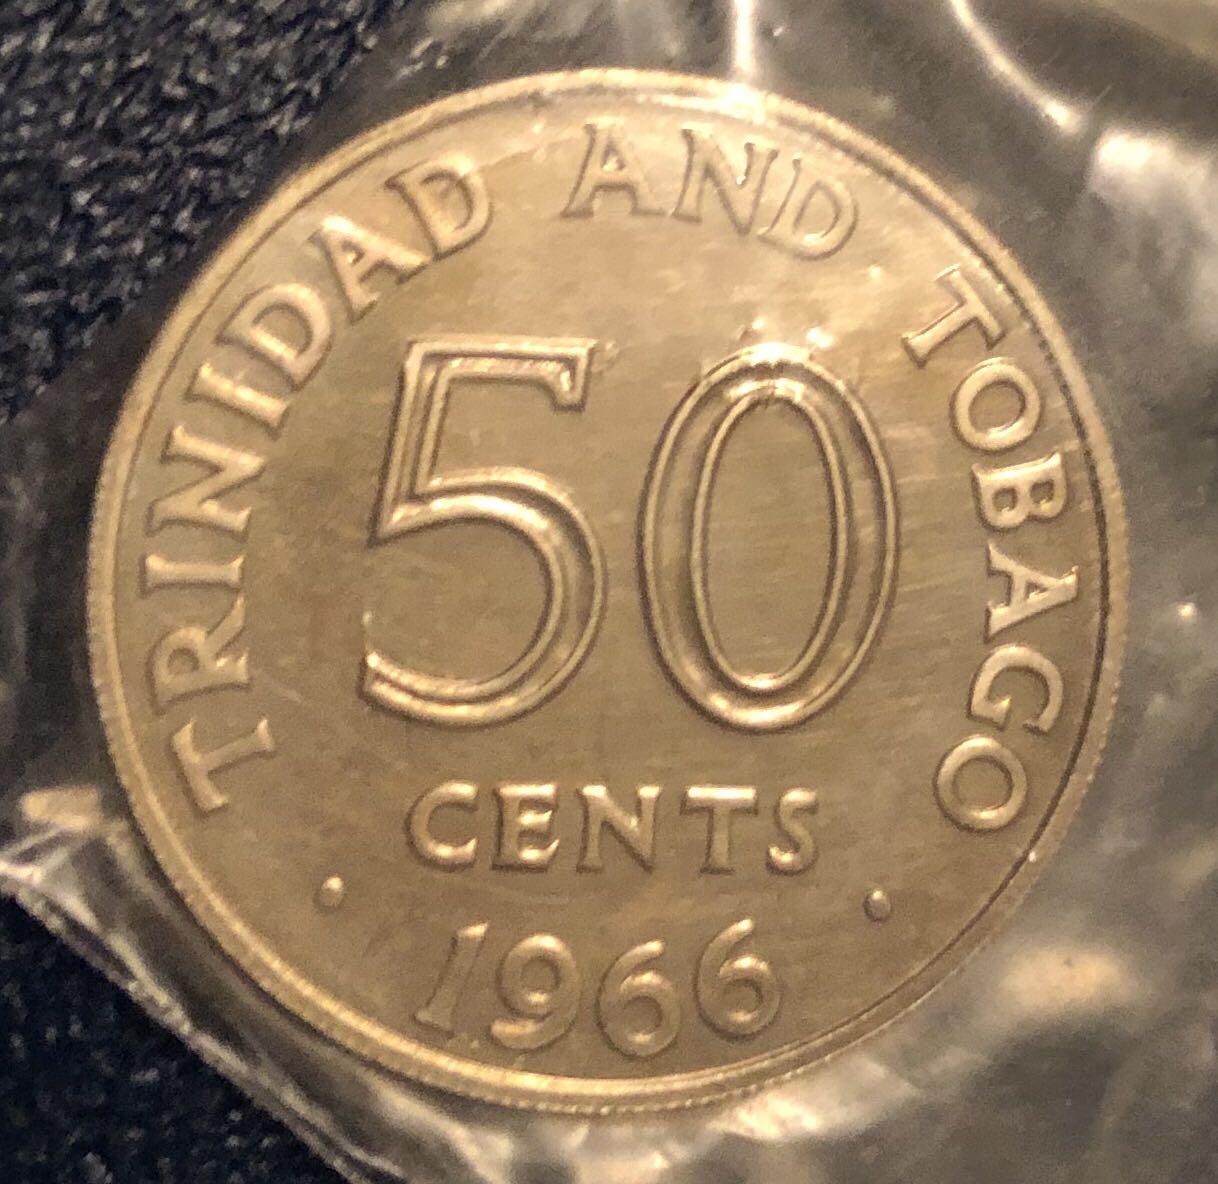 TRINIDAD AND TOBAGO
50
CENTS
· 1966 ·